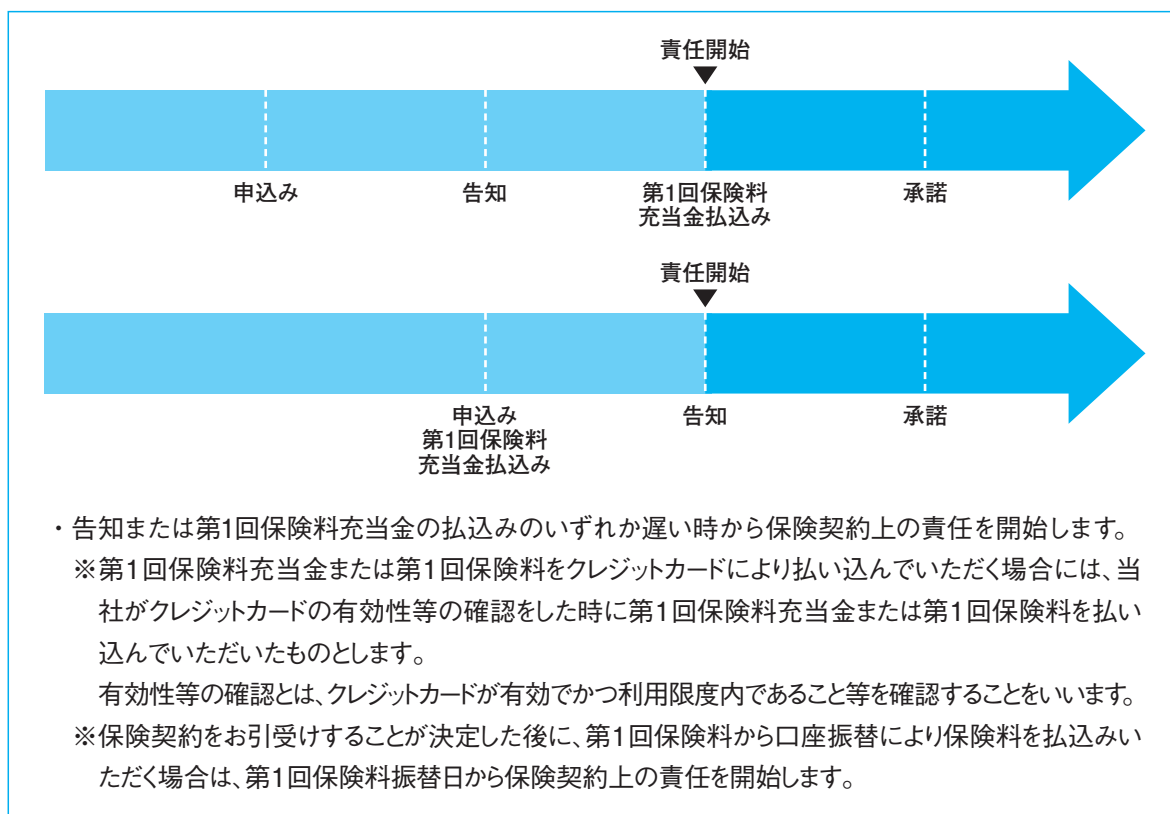 責任開始
申込み
告知
第1回保険料
充当金払込み
承諾
責任開始
申込み
第1回保険料
充当金払込み
告知
承諾
・告知または第1回保険料充当金の払込みのいずれか遅い時から保険契約上の責任を開始します。
※第1回保険料充当金または第1回保険料をクレジットカードにより払い込んでいただく場合には、当
社がクレジットカードの有効性等の確認をした時に第1回保険料充当金または第1回保険料を払い
込んでいただいたものとします。
有効性等の確認とは、クレジットカードが有効でかつ利用限度内であること等を確認することをいいます。
※保険契約をお引受けすることが決定した後に、第1回保険料から口座振替により保険料を払込みい
ただく場合は、第1回保険料振替日から保険契約上の責任を開始します。